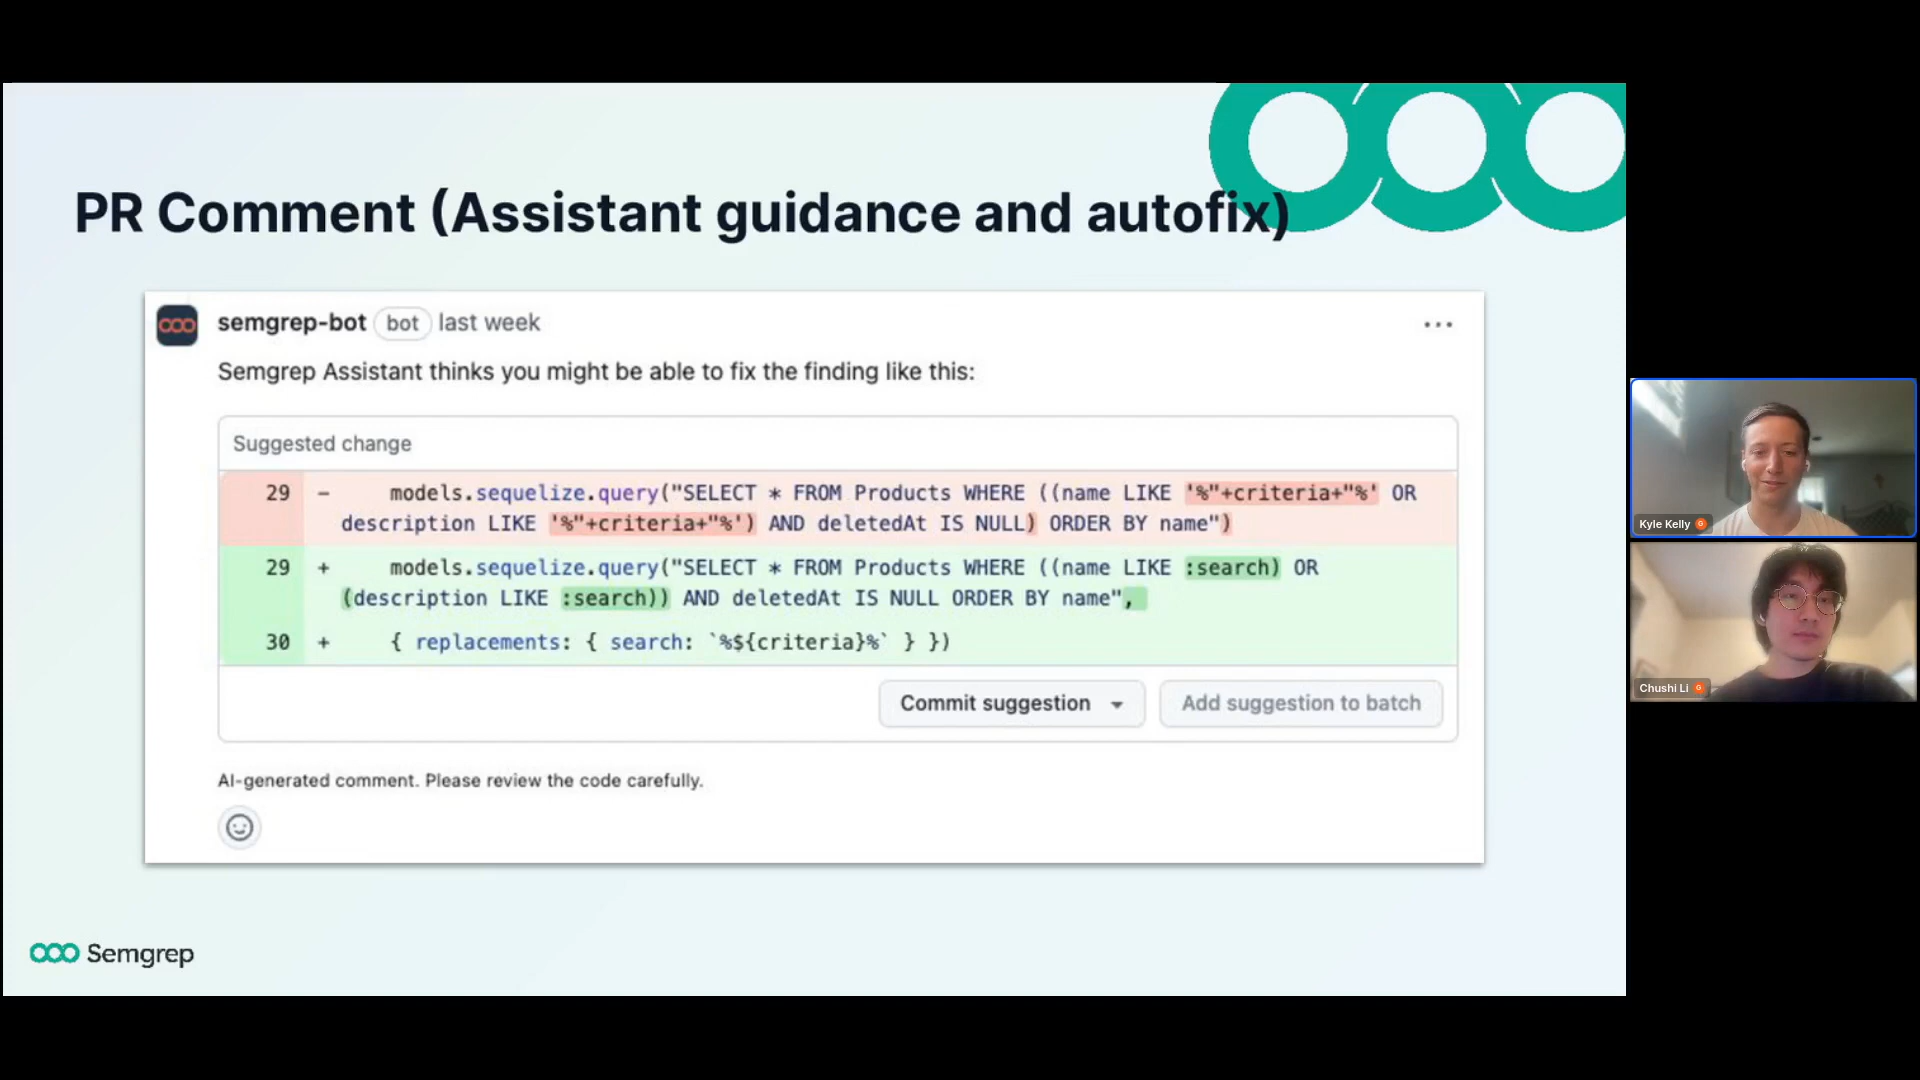 PR Comment (Assistant guidance and autofix)
semgrep-bot bot last week
Semgrep Assistant thinks you might be able to fix the finding like this:
Suggested change
29 - models.sequelize.query("SELECT * FROM Products WHERE ((name LIKE '%"+criteria+"%' OR
description LIKE '%"+criteria+"%') AND deletedAt IS NULL) ORDER BY name")
29 + models.sequelize.query("SELECT * FROM Products WHERE ((name LIKE :search) OR
(description LIKE :search)) AND deletedAt IS NULL ORDER BY name",
30 + { replacements: { search: `%${criteria}%` } })
Commit suggestion
Add suggestion to batch
AI-generated comment. Please review the code carefully.
Semgrep
Kyle Kelly
Chushi Li